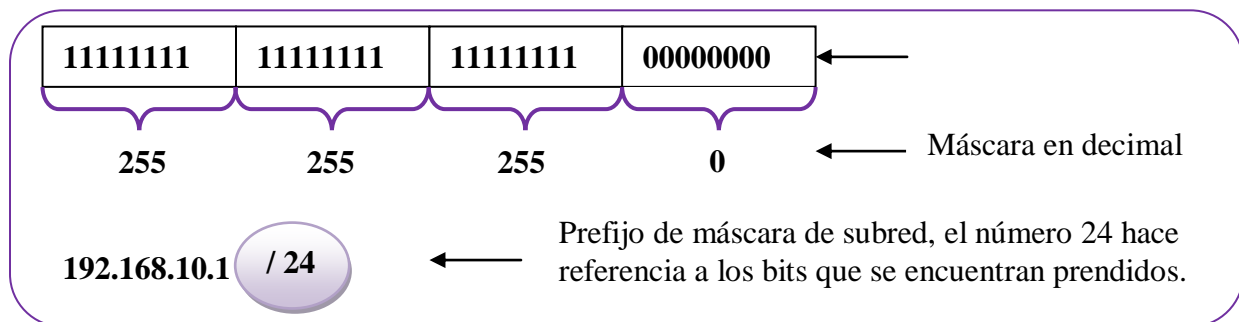 11111111 11111111 11111111 00000000
255 255 255 0 Máscara en decimal
192.168.10.1 / 24
Prefijo de máscara de subred, el número 24 hace
referencia a los bits que se encuentran prendidos.